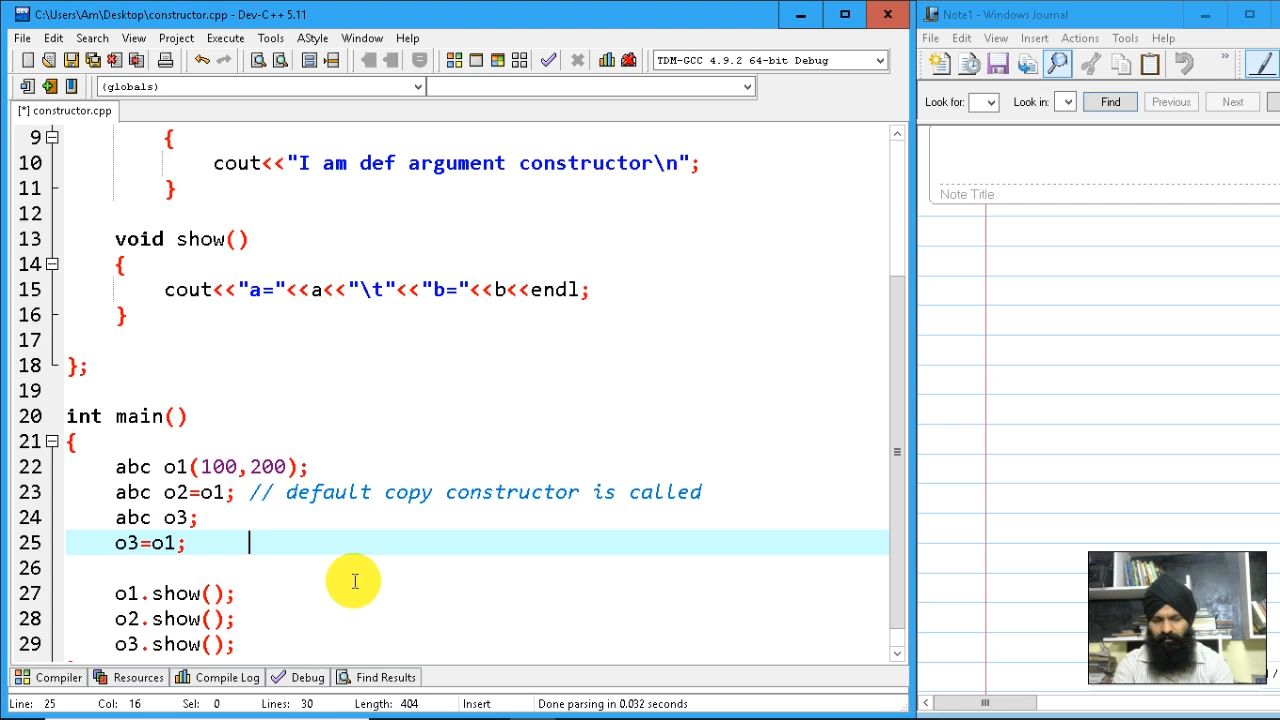 C:\Users\Am\Desktop\constructor.cpp - Dev-C++ 5.11
File Edit Search View Project Execute Tools AStyle Window Help
TDM-GCC 4.9.2 64-bit Debug
(globals)
[*] constructor.cpp
9 {
10 cout<<"I am def argument constructor\n";
11 }
12
13 void show()
14 {
15 cout<<"a="<<a<<"\t"<<"b="<<b<<endl;
16 }
17
18 };
19
20 int main()
21 {
22 abc o1(100,200);
23 abc o2=o1; // default copy constructor is called
24 abc o3;
25 o3=o1;
26
27 o1.show();
28 o2.show();
29 o3.show();
Compiler Resources Compile Log Debug Find Results
Line: 25 Col: 16 Sel: 0 Lines: 30 Length: 404 Insert Done parsing in 0.032 seconds
Note1 - Windows Journal
File Edit View Insert Actions Tools Help
Look for: Look in: Find Previous Next
Note Title